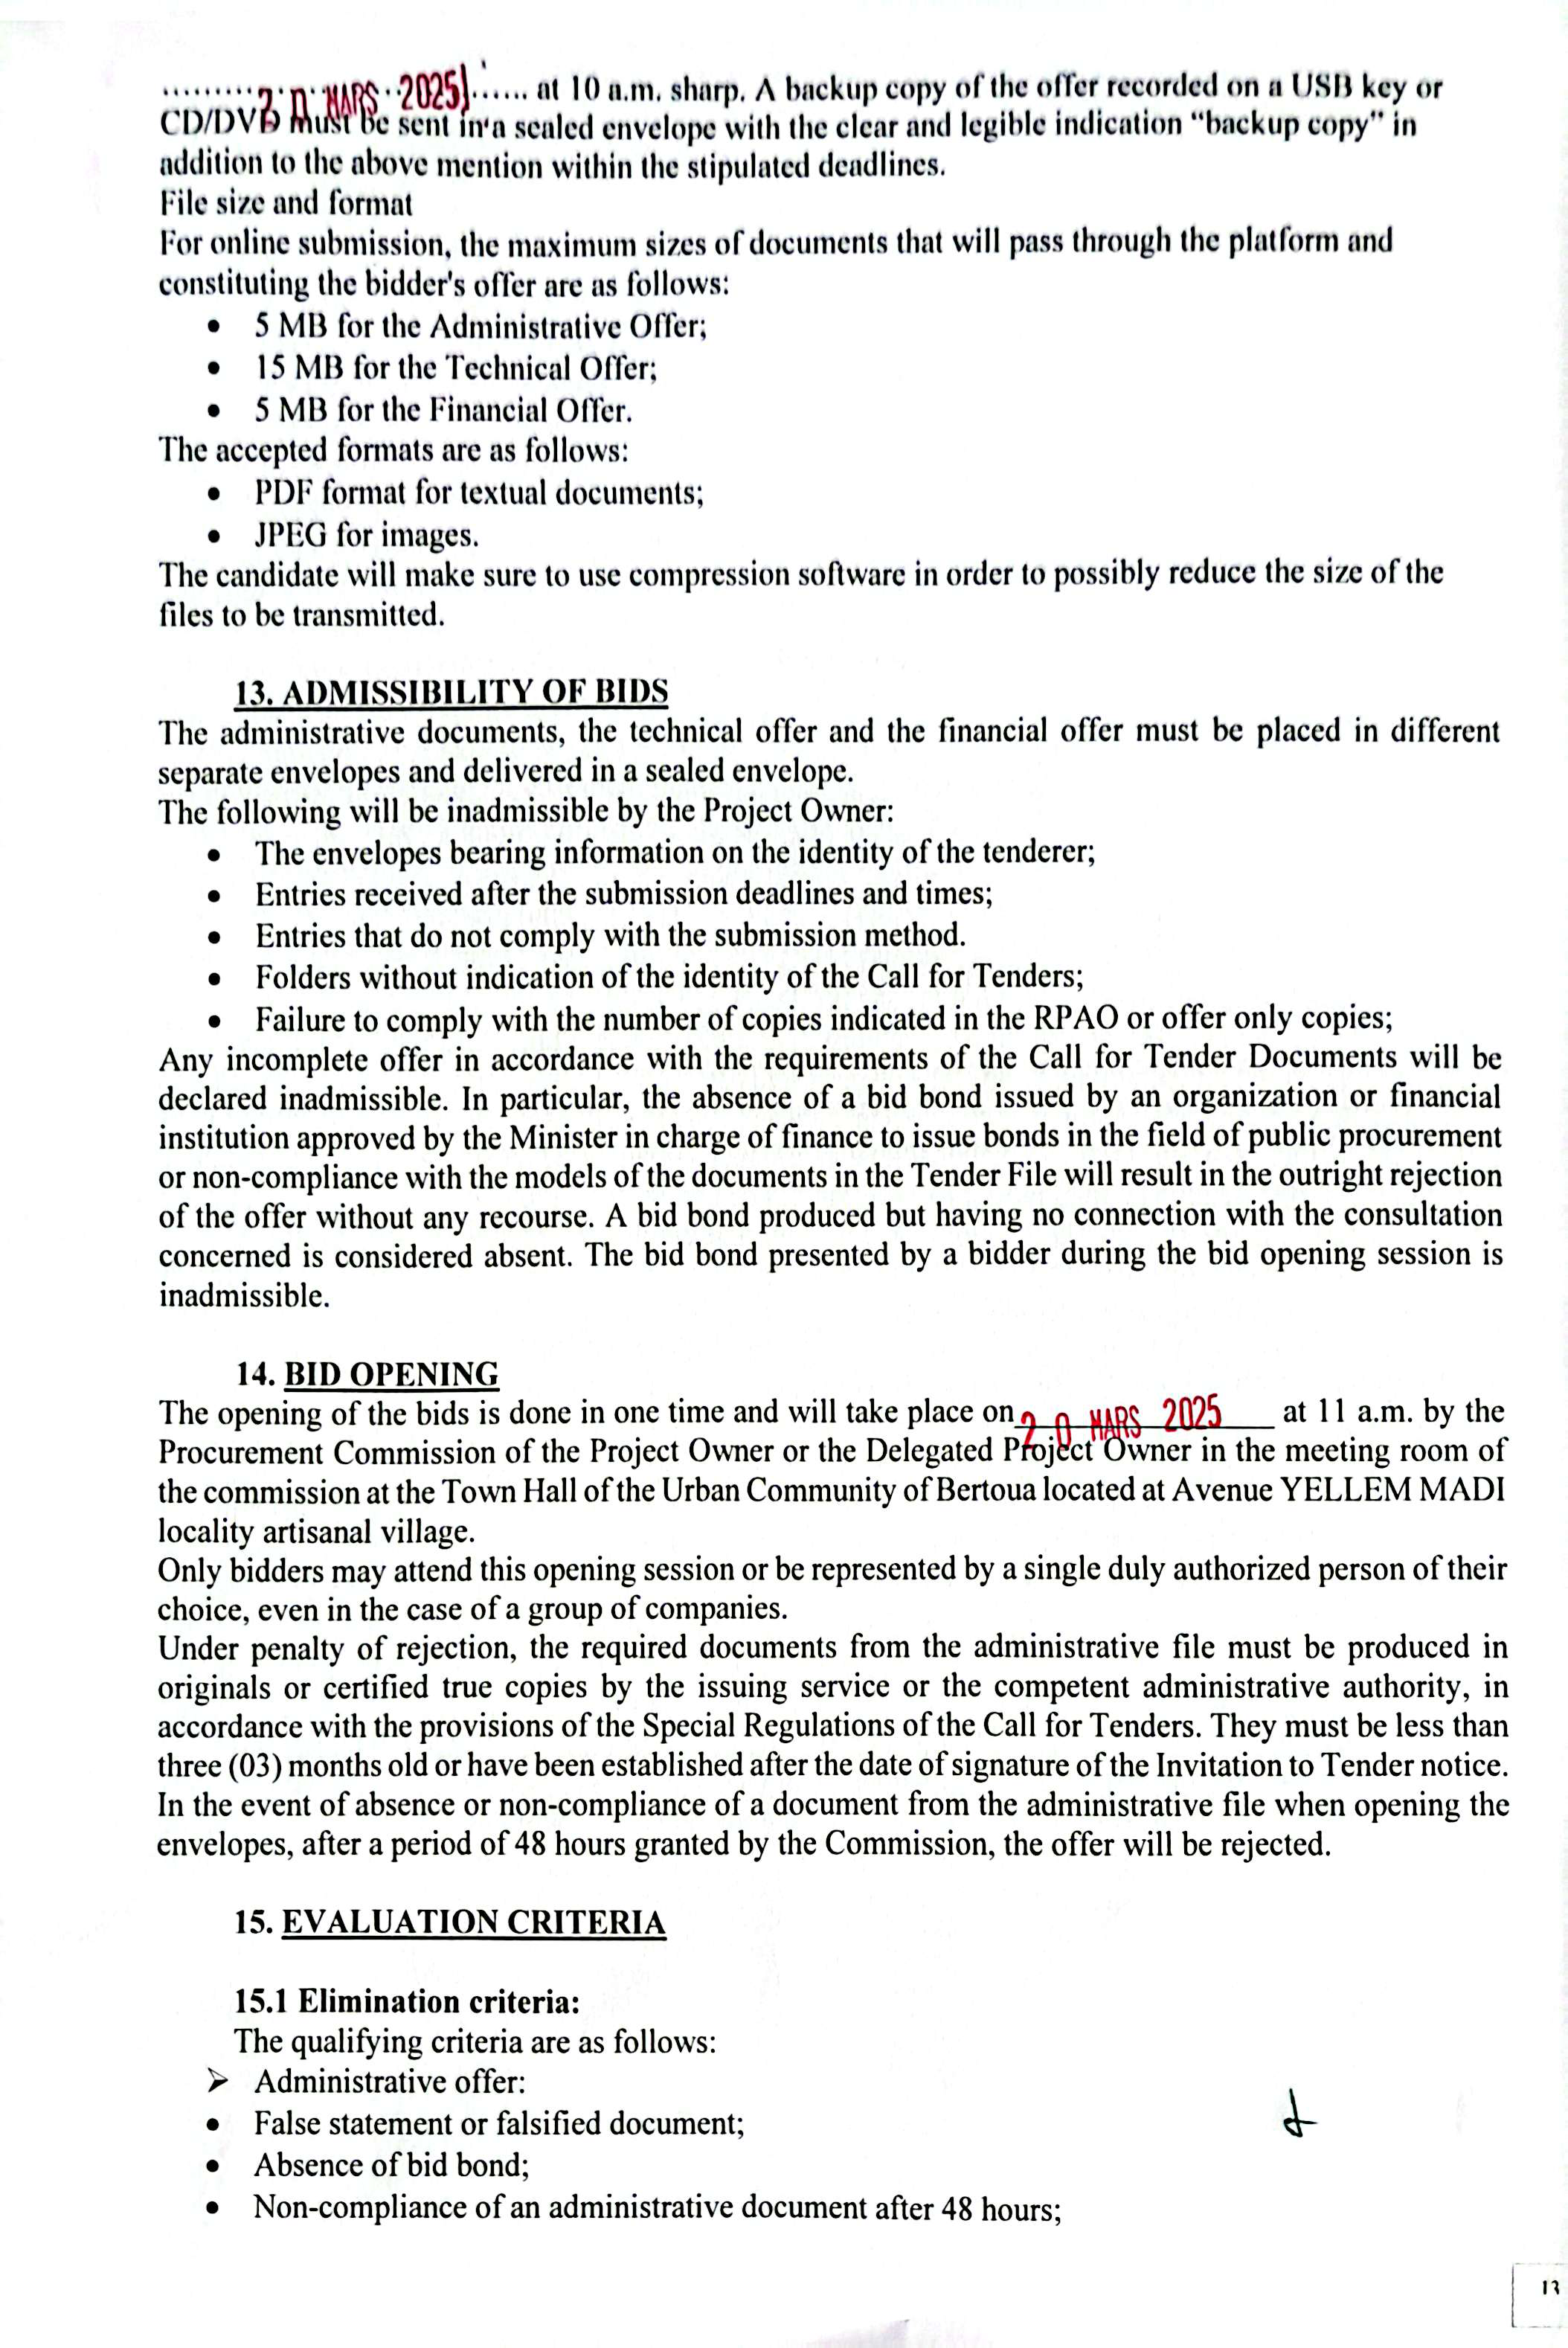 .........2 0 MARS 2025...... at 10 a.m. sharp. A backup copy of the offer recorded on a USB key or
CD/DVD must be sent in a sealed envelope with the clear and legible indication “backup copy” in
addition to the above mention within the stipulated deadlines.
File size and format
For online submission, the maximum sizes of documents that will pass through the platform and
constituting the bidder's offer are as follows:
• 5 MB for the Administrative Offer;
• 15 MB for the Technical Offer;
• 5 MB for the Financial Offer.
The accepted formats are as follows:
• PDF format for textual documents;
• JPEG for images.
The candidate will make sure to use compression software in order to possibly reduce the size of the
files to be transmitted.
13. ADMISSIBILITY OF BIDS
The administrative documents, the technical offer and the financial offer must be placed in different
separate envelopes and delivered in a sealed envelope.
The following will be inadmissible by the Project Owner:
• The envelopes bearing information on the identity of the tenderer;
• Entries received after the submission deadlines and times;
• Entries that do not comply with the submission method.
• Folders without indication of the identity of the Call for Tenders;
• Failure to comply with the number of copies indicated in the RPAO or offer only copies;
Any incomplete offer in accordance with the requirements of the Call for Tender Documents will be
declared inadmissible. In particular, the absence of a bid bond issued by an organization or financial
institution approved by the Minister in charge of finance to issue bonds in the field of public procurement
or non-compliance with the models of the documents in the Tender File will result in the outright rejection
of the offer without any recourse. A bid bond produced but having no connection with the consultation
concerned is considered absent. The bid bond presented by a bidder during the bid opening session is
inadmissible.
14. BID OPENING
The opening of the bids is done in one time and will take place on 2 0 MARS 2025 at 11 a.m. by the
Procurement Commission of the Project Owner or the Delegated Project Owner in the meeting room of
the commission at the Town Hall of the Urban Community of Bertoua located at Avenue YELLEM MADI
locality artisanal village.
Only bidders may attend this opening session or be represented by a single duly authorized person of their
choice, even in the case of a group of companies.
Under penalty of rejection, the required documents from the administrative file must be produced in
originals or certified true copies by the issuing service or the competent administrative authority, in
accordance with the provisions of the Special Regulations of the Call for Tenders. They must be less than
three (03) months old or have been established after the date of signature of the Invitation to Tender notice.
In the event of absence or non-compliance of a document from the administrative file when opening the
envelopes, after a period of 48 hours granted by the Commission, the offer will be rejected.
15. EVALUATION CRITERIA
15.1 Elimination criteria:
The qualifying criteria are as follows:
➢ Administrative offer:
• False statement or falsified document;
• Absence of bid bond;
• Non-compliance of an administrative document after 48 hours;
13